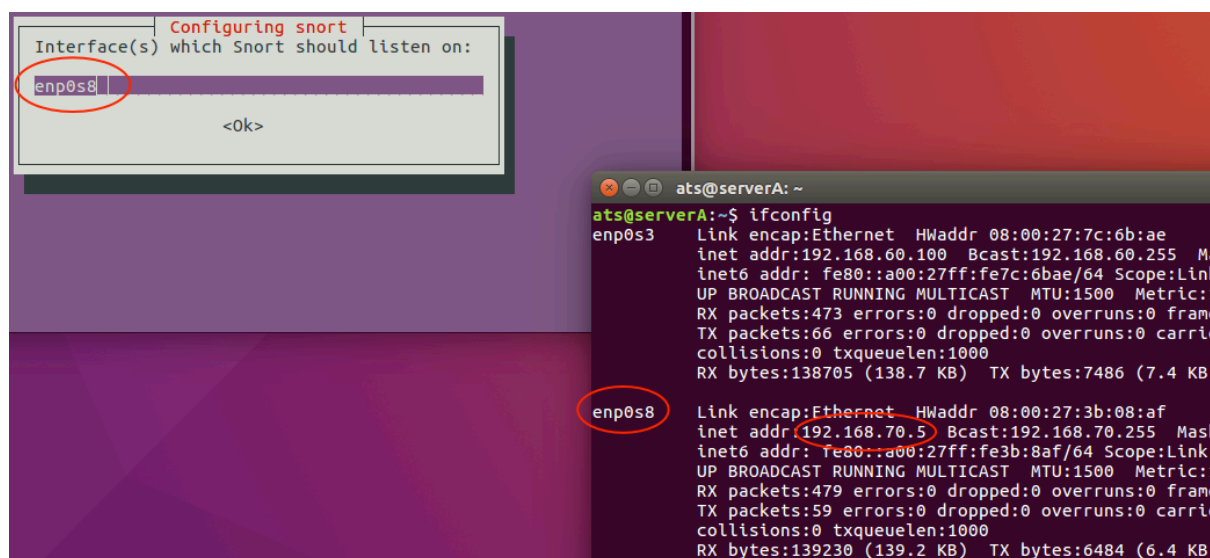 Configuring snort
Interface(s) which Snort should listen on:
enp0s8
<Ok>
ats@serverA: ~
ats@serverA:~$ ifconfig
enp0s3 Link encap:Ethernet HWaddr 08:00:27:7c:6b:ae
inet addr:192.168.60.100 Bcast:192.168.60.255 M
inet6 addr: fe80::a00:27ff:fe7c:6bae/64 Scope:Lin
UP BROADCAST RUNNING MULTICAST MTU:1500 Metric:
RX packets:473 errors:0 dropped:0 overruns:0 fram
TX packets:66 errors:0 dropped:0 overruns:0 carri
collisions:0 txqueuelen:1000
RX bytes:138705 (138.7 KB) TX bytes:7486 (7.4 KB
enp0s8 Link encap:Ethernet HWaddr 08:00:27:3b:08:af
inet addr:192.168.70.5 Bcast:192.168.70.255 Mas
inet6 addr: fe80::a00:27ff:fe3b:8af/64 Scope:Link
UP BROADCAST RUNNING MULTICAST MTU:1500 Metric:
RX packets:479 errors:0 dropped:0 overruns:0 fram
TX packets:59 errors:0 dropped:0 overruns:0 carri
collisions:0 txqueuelen:1000
RX bytes:139230 (139.2 KB) TX bytes:6484 (6.4 KB